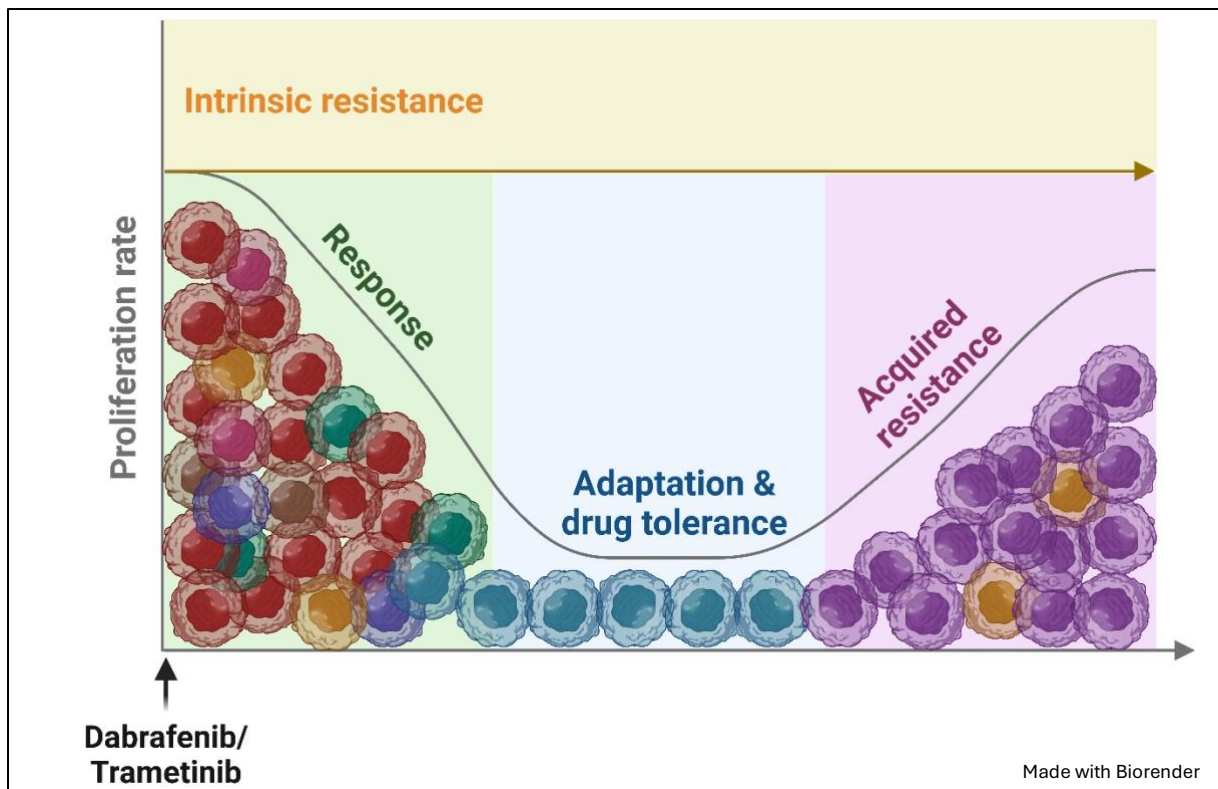 Intrinsic resistance
Proliferation rate
Response
Adaptation &
drug tolerance
Acquired
resistance
Dabrafenib/
Trametinib
Made with Biorender